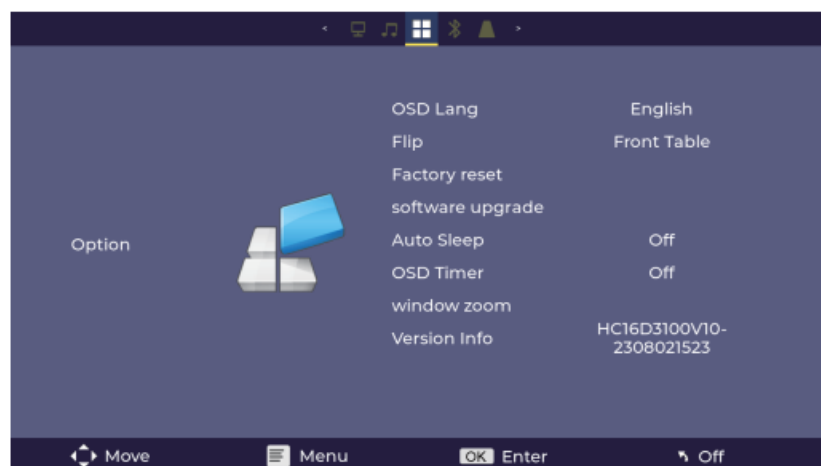 OSD Lang English
Flip Front Table
Factory reset
software upgrade
Option
Auto Sleep Off
OSD Timer Off
window zoom
Version Info HC16D3100V10-
2308021523
Move Menu OK Enter Off